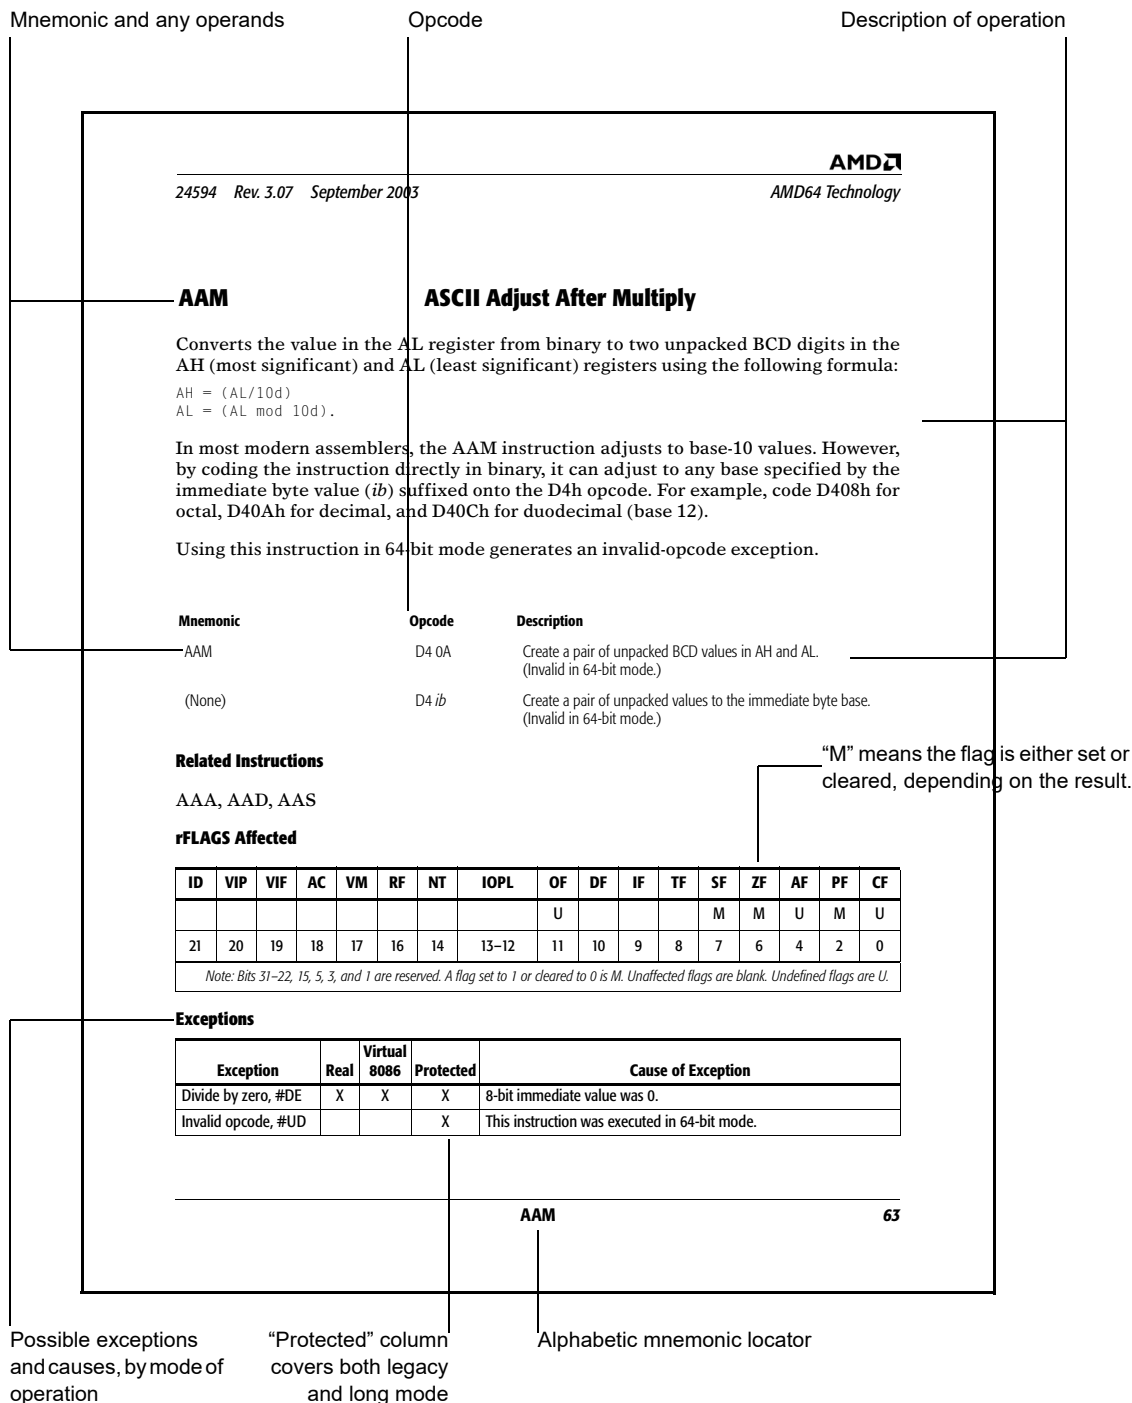 Mnemonic and any operands Opcode Description of operation
AMD
24594 Rev. 3.07 September 2003 AMD64 Technology
AAM ASCII Adjust After Multiply
Converts the value in the AL register from binary to two unpacked BCD digits in the
AH (most significant) and AL (least significant) registers using the following formula:
AH = (AL/10d)
AL = (AL mod 10d).
In most modern assemblers, the AAM instruction adjusts to base-10 values. However,
by coding the instruction directly in binary, it can adjust to any base specified by the
immediate byte value (ib) suffixed onto the D4h opcode. For example, code D408h for
octal, D40Ah for decimal, and D40Ch for duodecimal (base 12).
Using this instruction in 64-bit mode generates an invalid-opcode exception.
Mnemonic Opcode Description
AAM D4 0A Create a pair of unpacked BCD values in AH and AL.
(Invalid in 64-bit mode.)
(None) D4 ib Create a pair of unpacked values to the immediate byte base.
(Invalid in 64-bit mode.)
Related Instructions
“M” means the flag is either set or
cleared, depending on the result.
AAA, AAD, AAS
rFLAGS Affected
ID VIP VIF AC VM RF NT IOPL OF DF IF TF SF ZF AF PF CF
U M M U M U
21 20 19 18 17 16 14 13–12 11 10 9 8 7 6 4 2 0
Note: Bits 31–22, 15, 5, 3, and 1 are reserved. A flag set to 1 or cleared to 0 is M. Unaffected flags are blank. Undefined flags are U.
Exceptions
Exception Real Virtual 8086 Protected Cause of Exception
Divide by zero, #DE X X X 8-bit immediate value was 0.
Invalid opcode, #UD X This instruction was executed in 64-bit mode.
AAM 63
Possible exceptions
and causes, by mode of
operation
“Protected” column
covers both legacy
and long mode
Alphabetic mnemonic locator